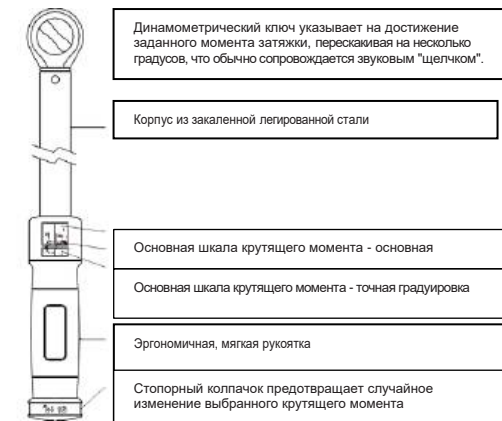 Динамометрический ключ указывает на достижение
заданного момента затяжки, перескакивая на несколько
градусов, что обычно сопровождается звуковым "щелчком".
Корпус из закаленной легированной стали
Основная шкала крутящего момента - основная
Основная шкала крутящего момента - точная градуировка
Эргономичная, мягкая рукоятка
Стопорный колпачок предотвращает случайное
изменение выбранного крутящего момента